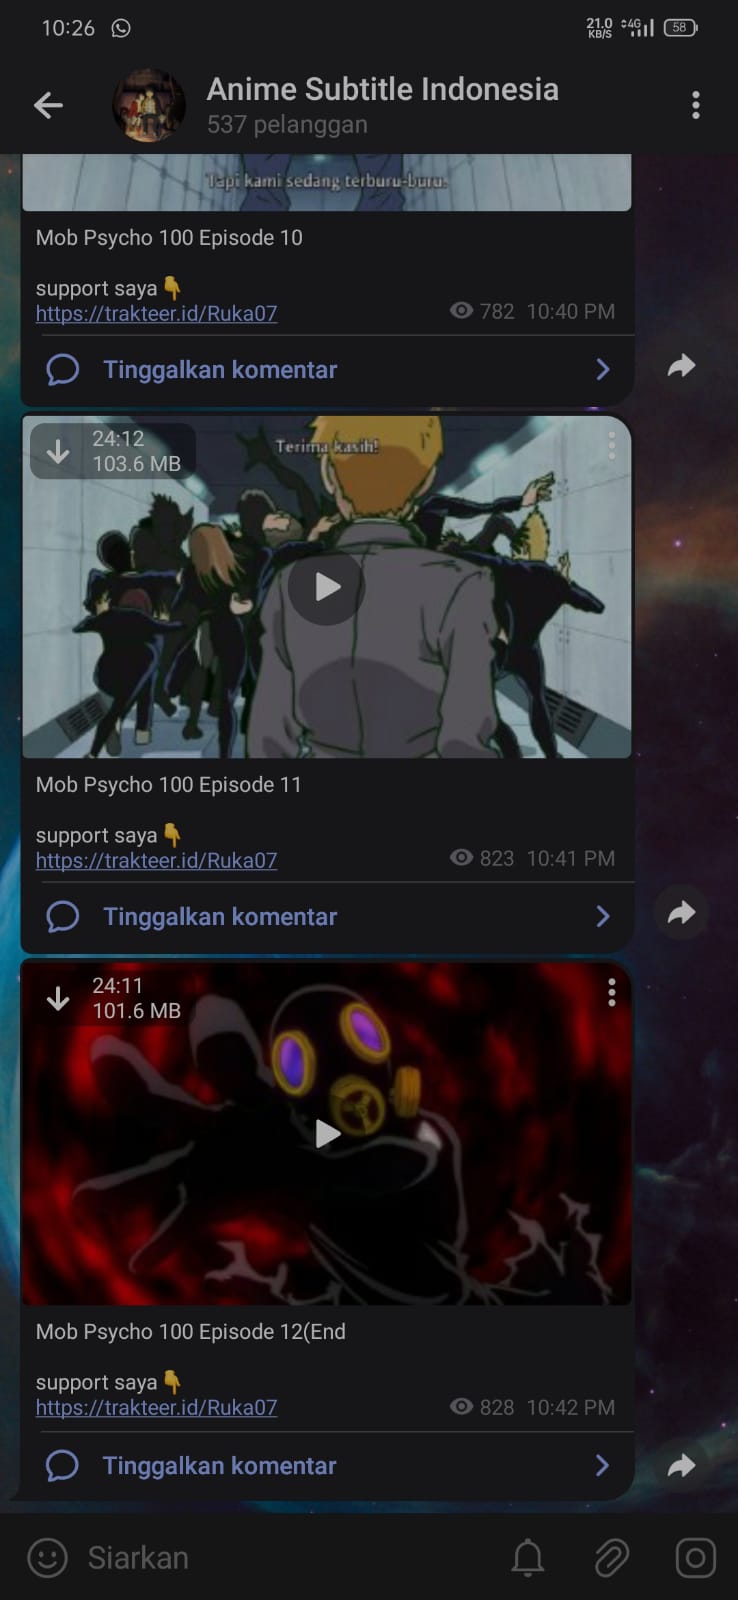 10:26
21.0 KB/S 4G 58
Anime Subtitle Indonesia
537 pelanggan
Tapi kami sedang terburu-buru.
Mob Psycho 100 Episode 10
support saya👇
https://trakteer.id/Ruka07
782 10:40 PM
Tinggalkan komentar
24:12
103.6 MB
Terima kasih!
Mob Psycho 100 Episode 11
support saya👇
https://trakteer.id/Ruka07
823 10:41 PM
Tinggalkan komentar
24:11
101.6 MB
Mob Psycho 100 Episode 12(End
support saya👇
https://trakteer.id/Ruka07
828 10:42 PM
Tinggalkan komentar
Siarkan